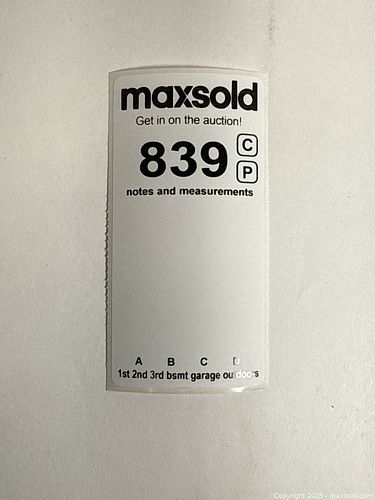 maxsold
Get in on the auction!
839 C
P
notes and measurements
A B C D
1st 2nd 3rd bsmt garage outdoors
Copyright 2025 - maxsold.com